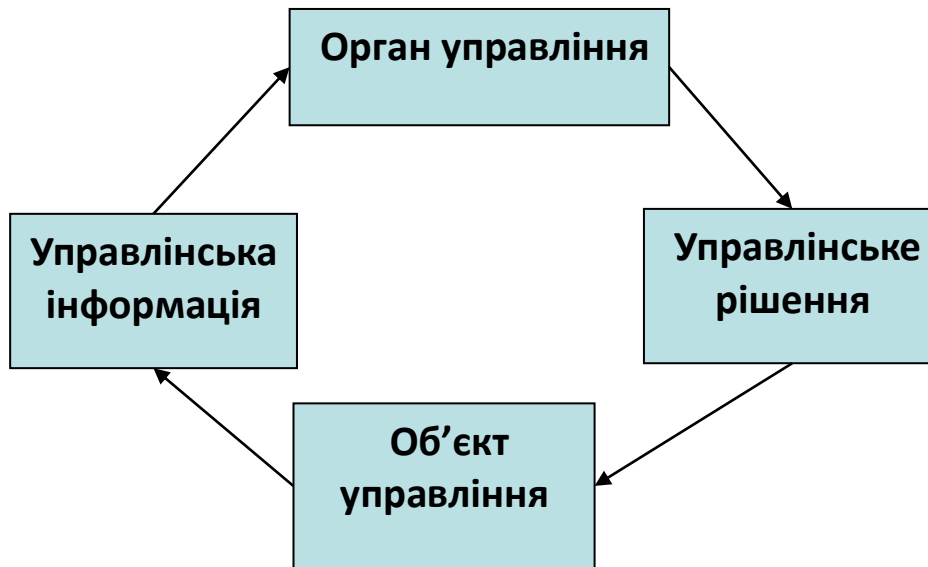 Орган управління
Управлінська
інформація
Управлінське
рішення
Об’єкт
управління